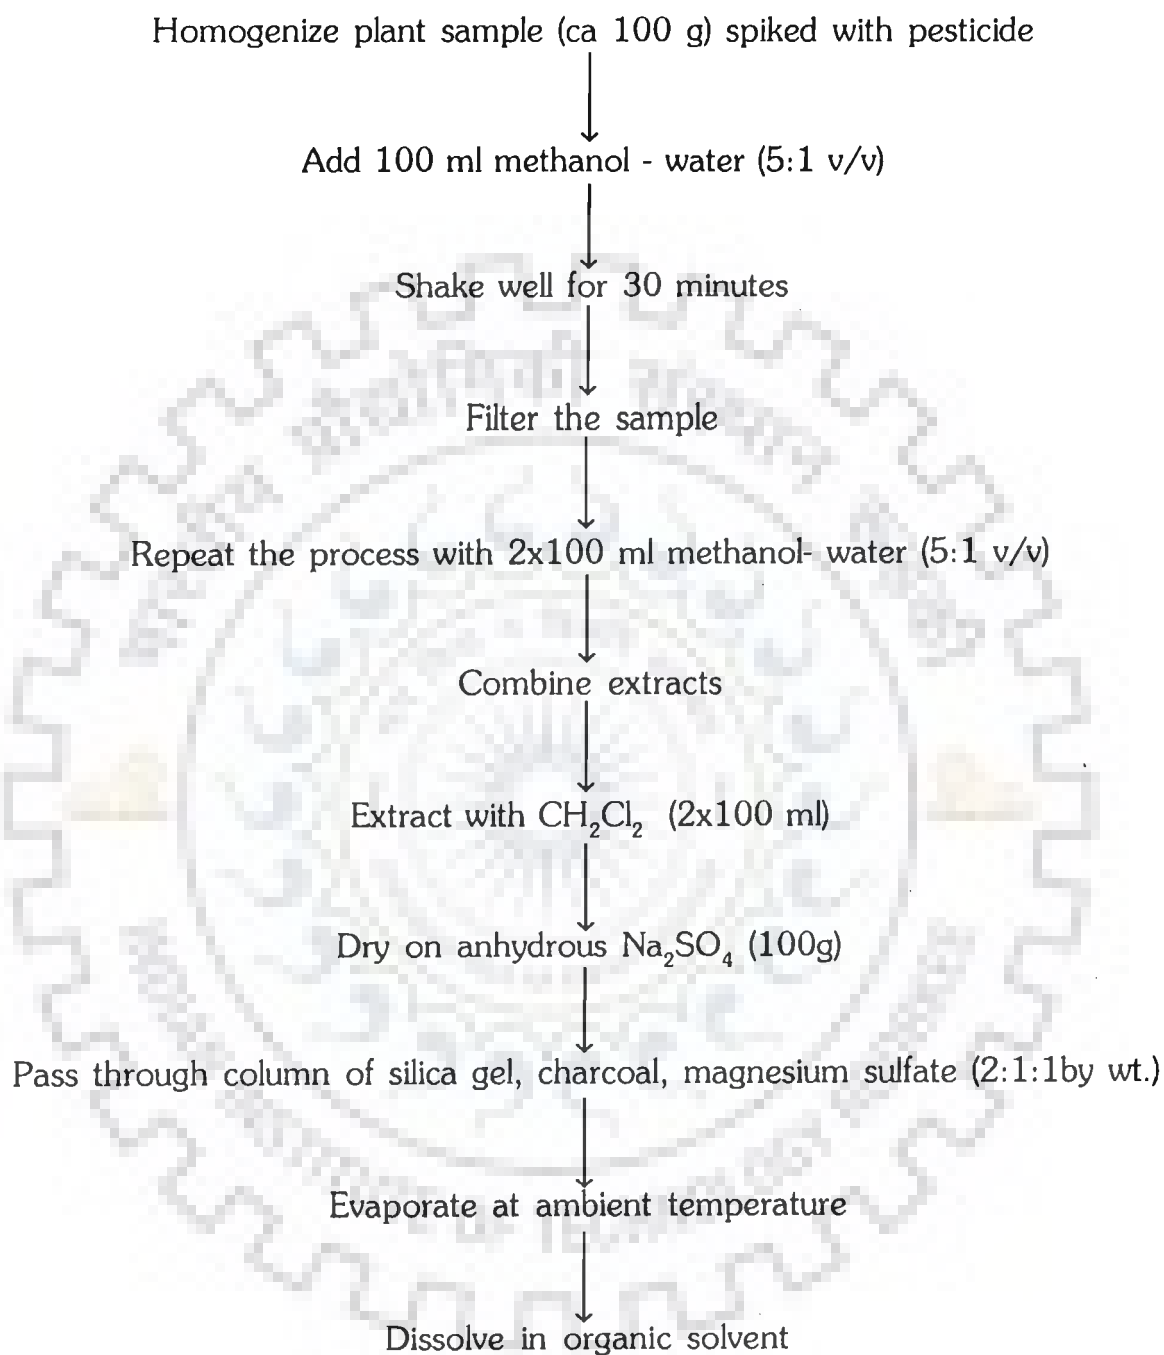 Homogenize plant sample (ca 100 g) spiked with pesticide
Add 100 ml methanol - water (5:1 v/v)
Shake well for 30 minutes
Filter the sample
Repeat the process with 2x100 ml methanol- water (5:1 v/v)
Combine extracts
Extract with CH₂Cl₂ (2x100 ml)
Dry on anhydrous Na₂SO₄ (100g)
Pass through column of silica gel, charcoal, magnesium sulfate (2:1:1by wt.)
Evaporate at ambient temperature
Dissolve in organic solvent